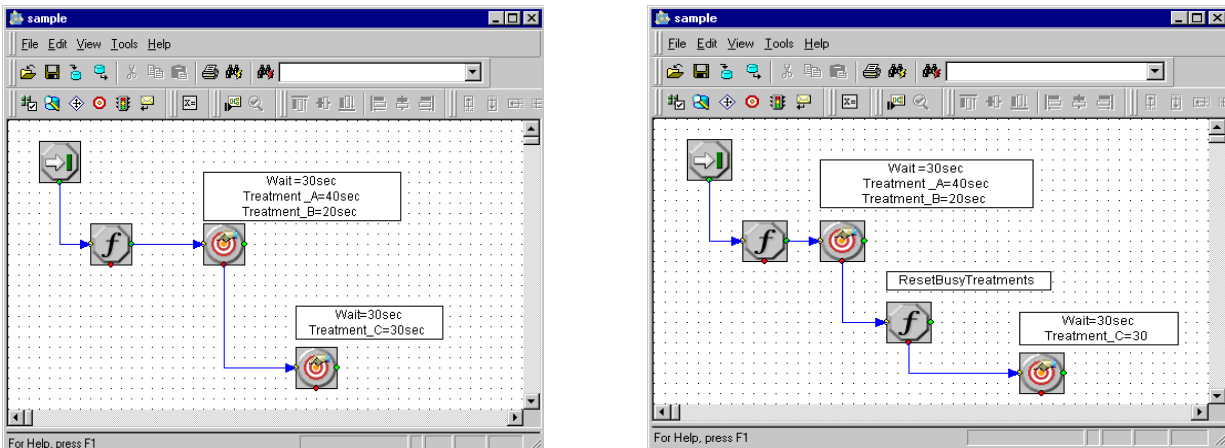 sample
File Edit View Tools Help
Wait=30sec
Treatment _A=40sec
Treatment_B=20sec
Wait=30sec
Treatment_C=30sec
For Help, press F1
sample
File Edit View Tools Help
Wait=30sec
Treatment _A=40sec
Treatment_B=20sec
ResetBusyTreatments
Wait=30sec
Treatment_C=30
For Help, press F1